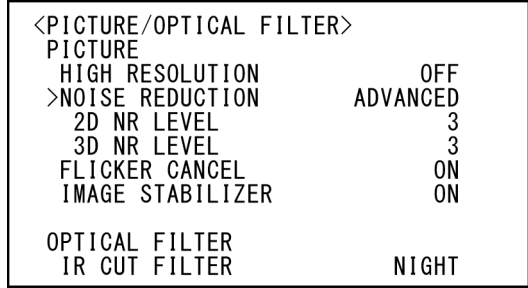 <PICTURE/OPTICAL FILTER>
PICTURE
HIGH RESOLUTION OFF
>NOISE REDUCTION ADVANCED
2D NR LEVEL 3
3D NR LEVEL 3
FLICKER CANCEL ON
IMAGE STABILIZER ON
OPTICAL FILTER
IR CUT FILTER NIGHT